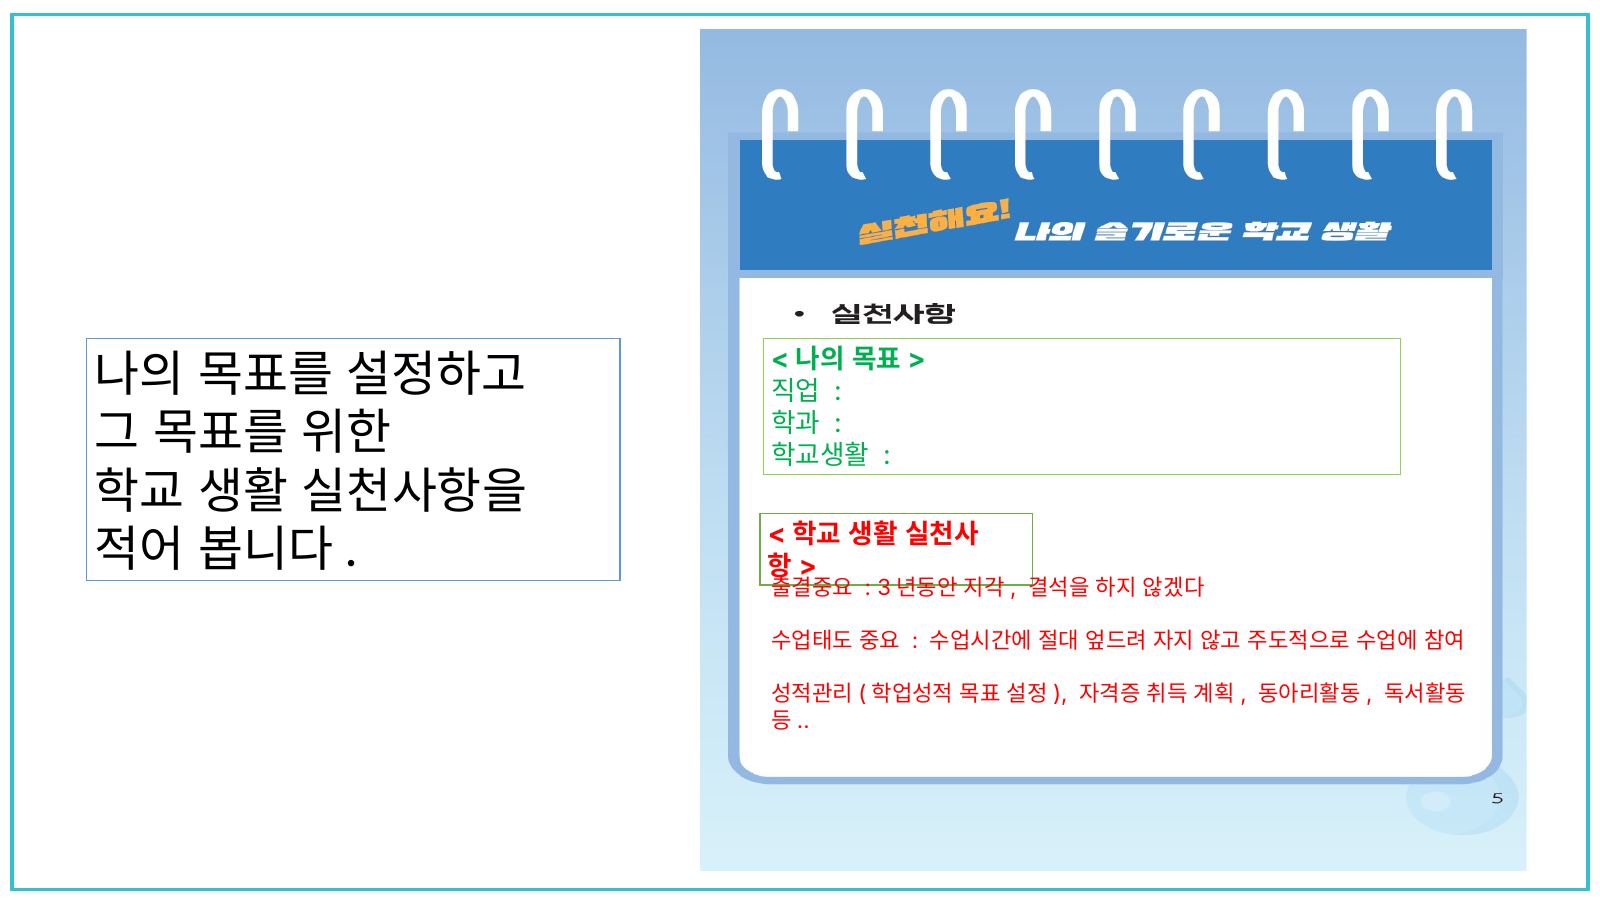 나의 목표를 설정하고
그 목표를 위한
학교 생활 실천사항을
적어 봅니다 .
실천해요! 나의 슬기로운 학교 생활
• 실천사항
< 나의 목표 >
직업 :
학과 :
학교생활 :
< 학교 생활 실천사
항 >
출결중요 : 3 년동안 지각 , 결석을 하지 않겠다
수업태도 중요 : 수업시간에 절대 엎드려 자지 않고 주도적으로 수업에 참여
성적관리 ( 학업성적 목표 설정 ), 자격증 취득 계획 , 동아리활동 , 독서활동
등 ..
5